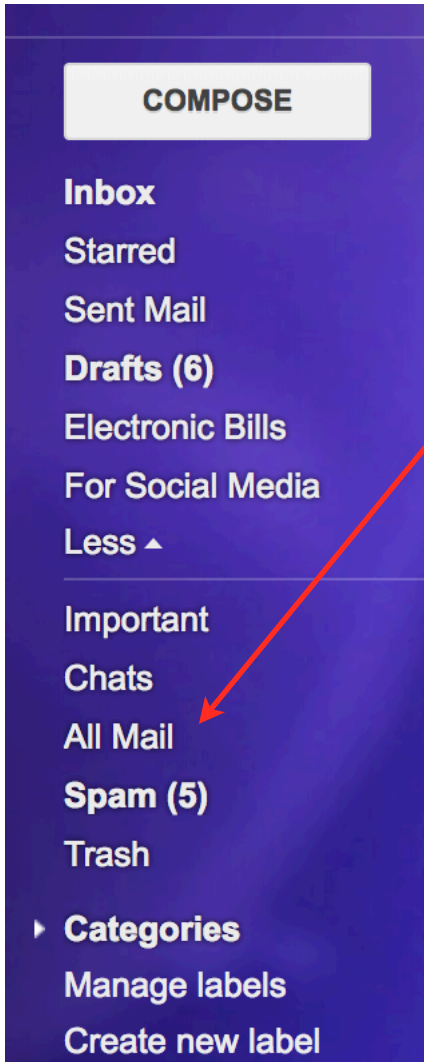 COMPOSE
Inbox
Starred
Sent Mail
Drafts (6)
Electronic Bills
For Social Media
Less
Important
Chats
All Mail
Spam (5)
Trash
Categories
Manage labels
Create new label